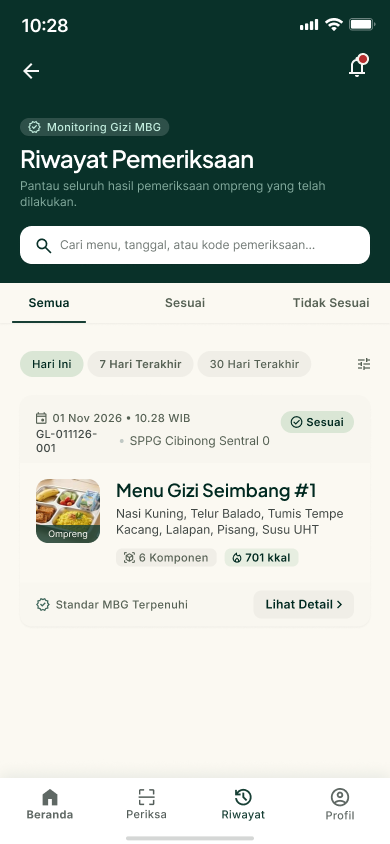 10:28
Monitoring Gizi MBG
Riwayat Pemeriksaan
Pantau seluruh hasil pemeriksaan ompreng yang telah
dilakukan.
Cari menu, tanggal, atau kode pemeriksaan...
Semua
Sesuai
Tidak Sesuai
Hari Ini
7 Hari Terakhir
30 Hari Terakhir
01 Nov 2026 • 10.28 WIB
Sesuai
GL-011126-
001
• SPPG Cibinong Sentral 0
Menu Gizi Seimbang #1
Nasi Kuning, Telur Balado, Tumis Tempe
Kacang, Lalapan, Pisang, Susu UHT
Ompreng
6 Komponen
701 kkal
Standar MBG Terpenuhi
Lihat Detail >
Beranda
Periksa
Riwayat
Profil